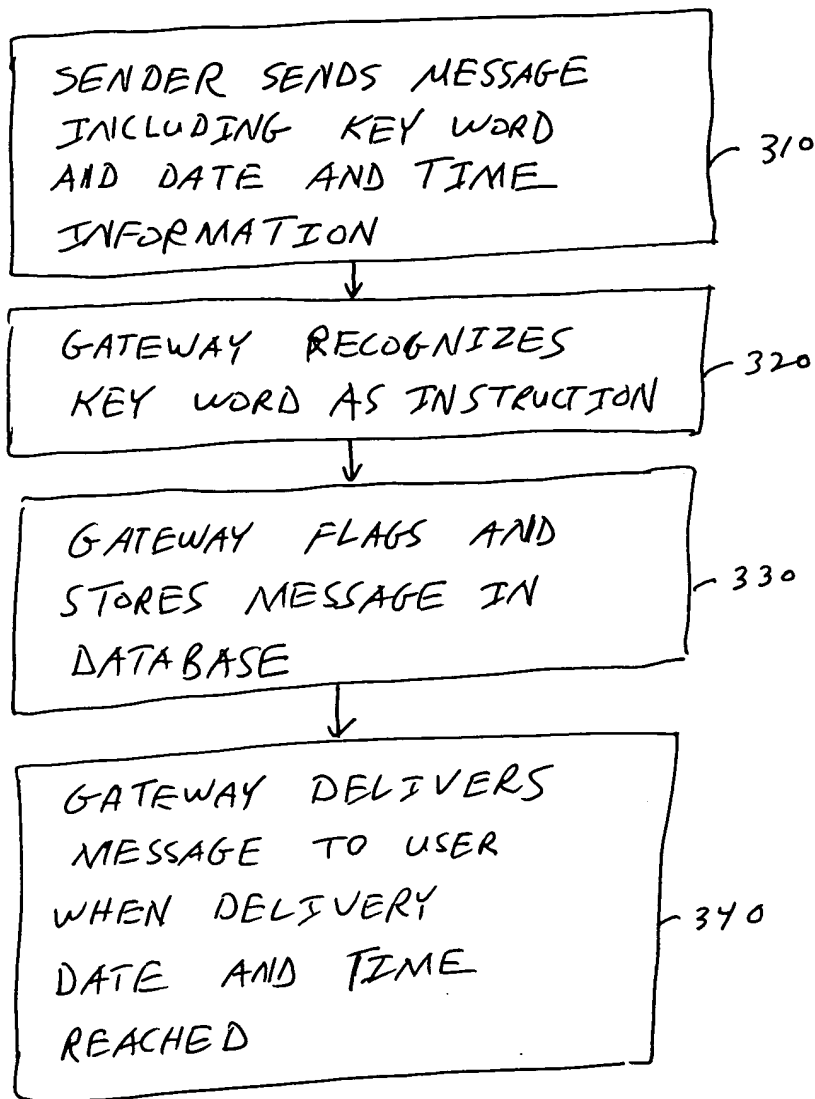 SENDER SENDS MESSAGE
INCLUDING KEY WORD
AND DATE AND TIME
INFORMATION
310
GATEWAY RECOGNIZES
KEY WORD AS INSTRUCTION
320
GATEWAY FLAGS AND
STORES MESSAGE IN
DATABASE
330
GATEWAY DELIVERS
MESSAGE TO USER
WHEN DELIVERY
DATE AND TIME
REACHED
340